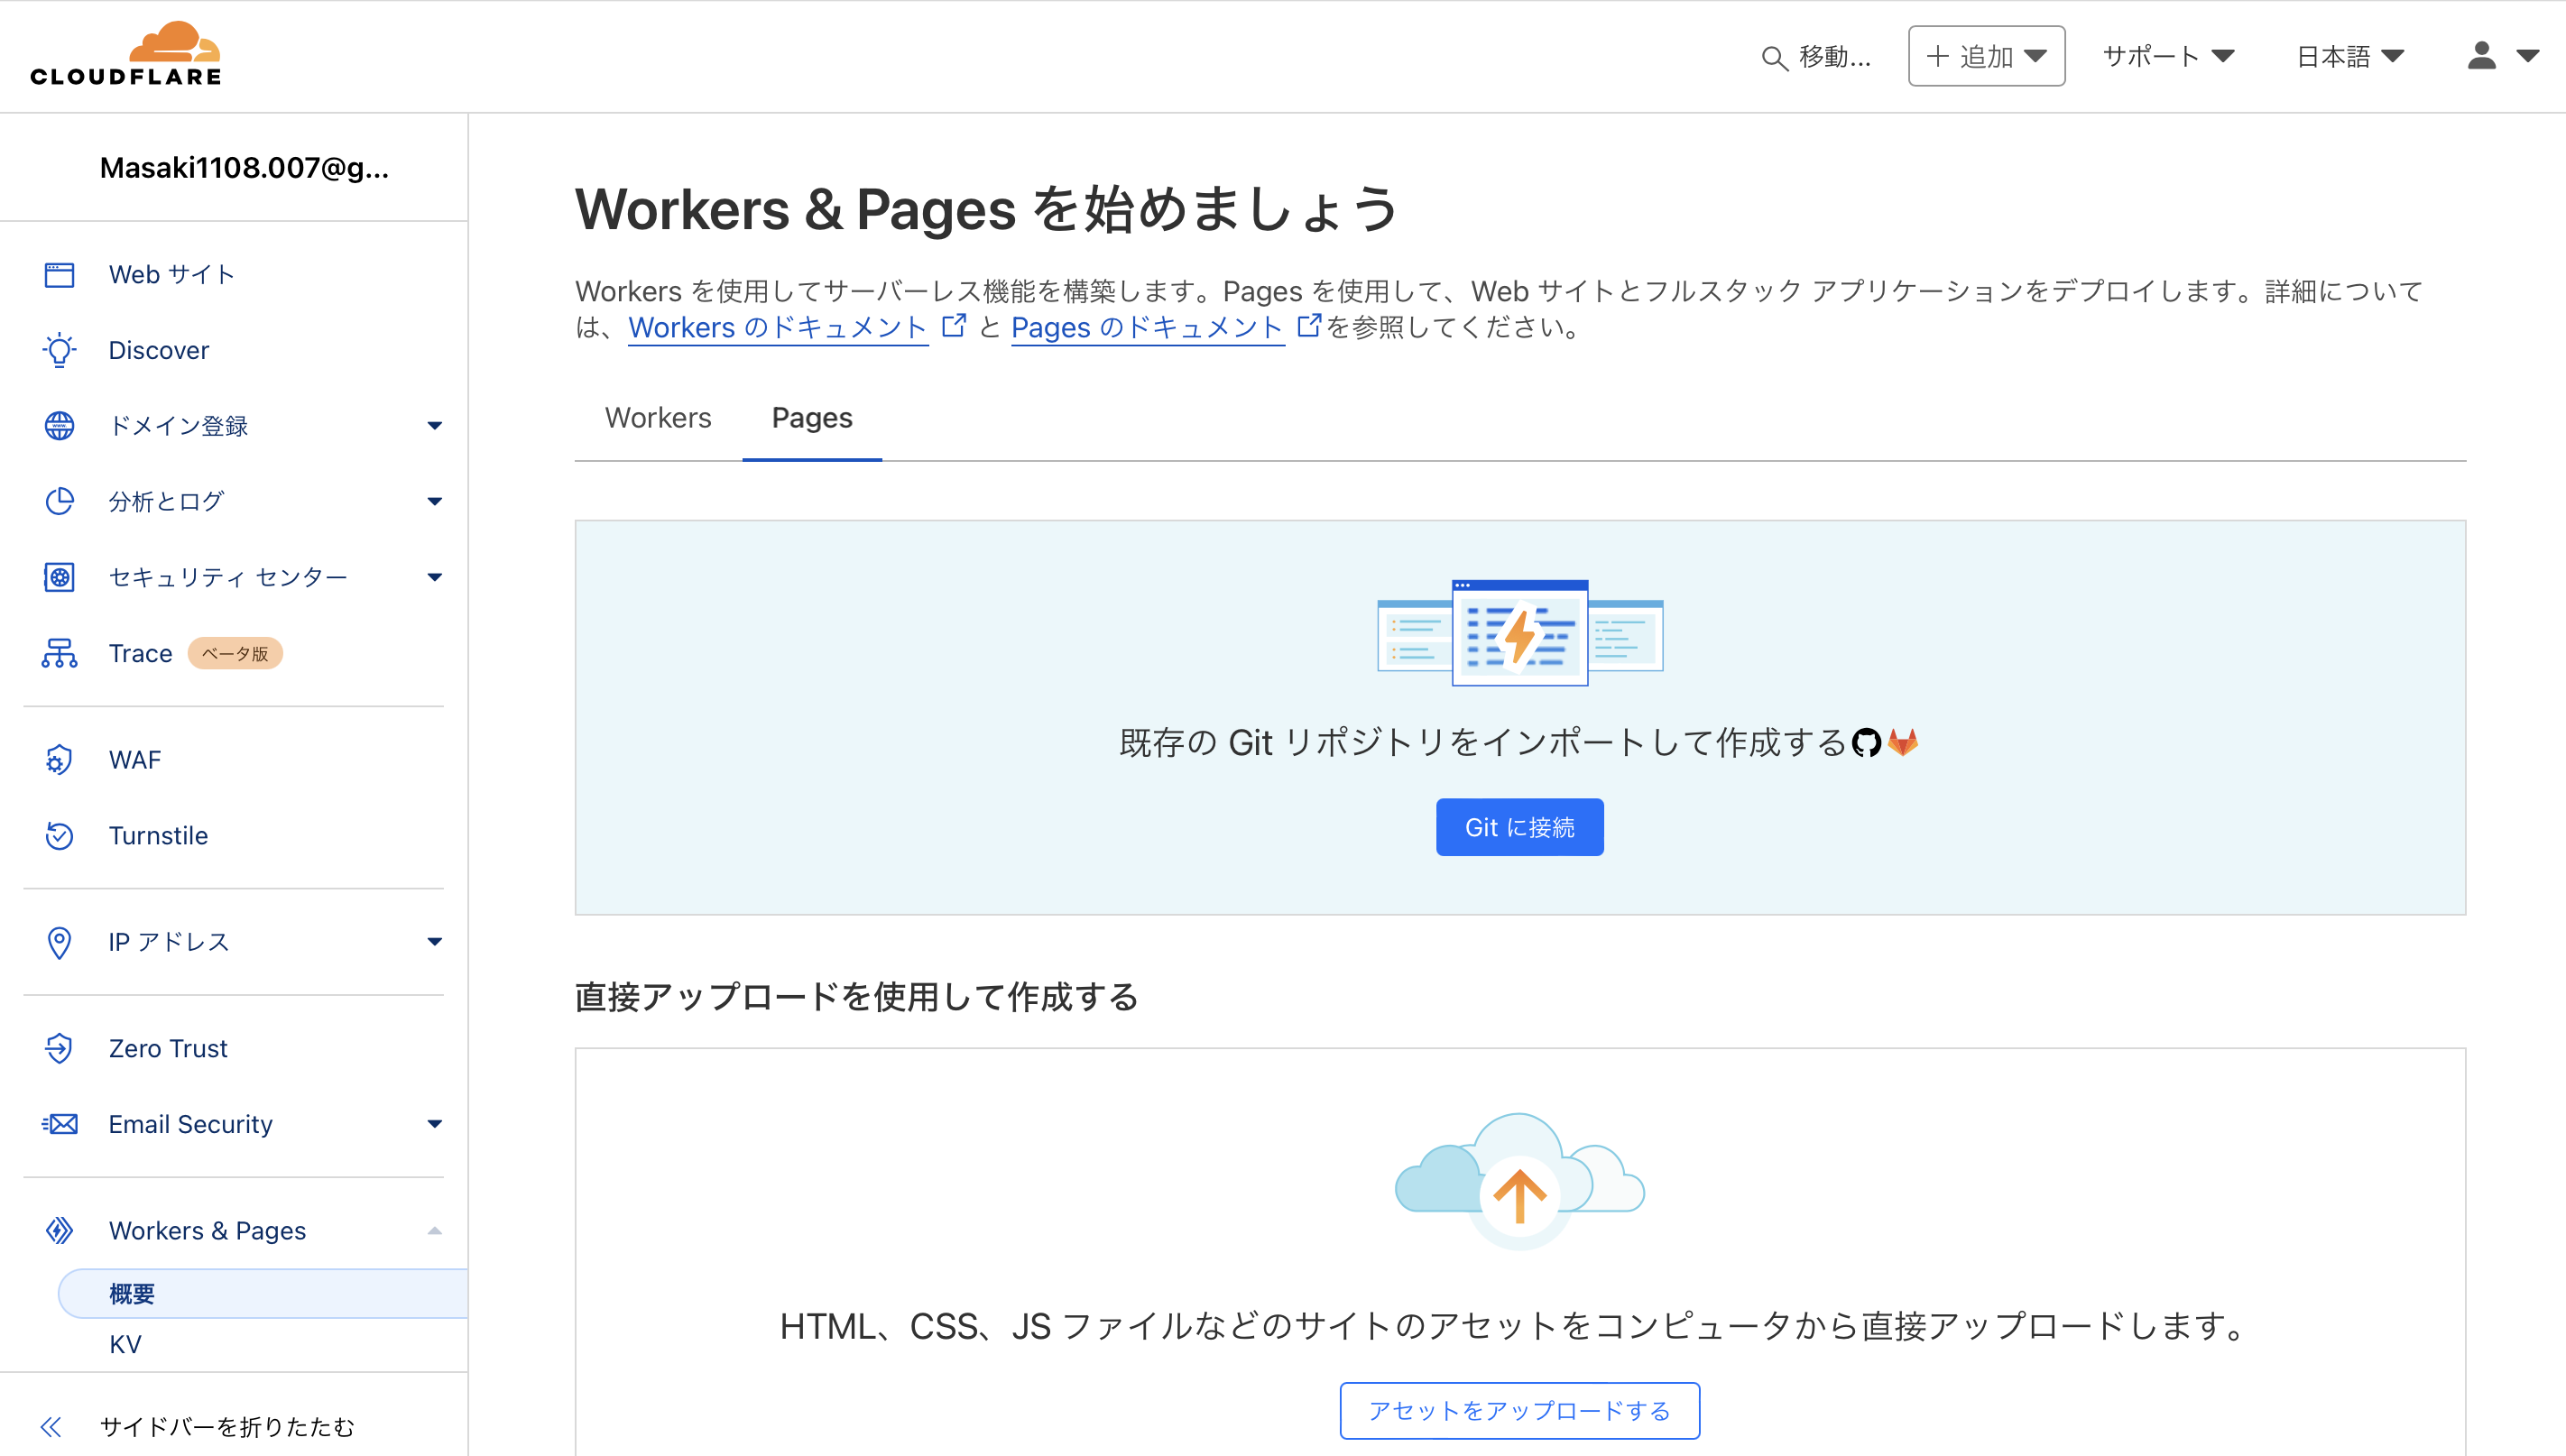 CLOUDFLARE
移動...
追加
サポート
日本語
Masaki1108.007@g...
Web サイト
Discover
ドメイン登録
分析とログ
セキュリティ センター
Trace ベータ版
WAF
Turnstile
IP アドレス
Zero Trust
Email Security
Workers & Pages
概要
KV
サイドバーを折りたたむ
Workers & Pages を始めましょう
Workers を使用してサーバーレス機能を構築します。Pages を使用して、Web サイトとフルスタック アプリケーションをデプロイします。詳細について
は、Workers のドキュメント と Pages のドキュメント を参照してください。
Workers
Pages
既存の Git リポジトリをインポートして作成する
Git に接続
直接アップロードを使用して作成する
HTML、CSS、JS ファイルなどのサイトのアセットをコンピュータから直接アップロードします。
アセットをアップロードする